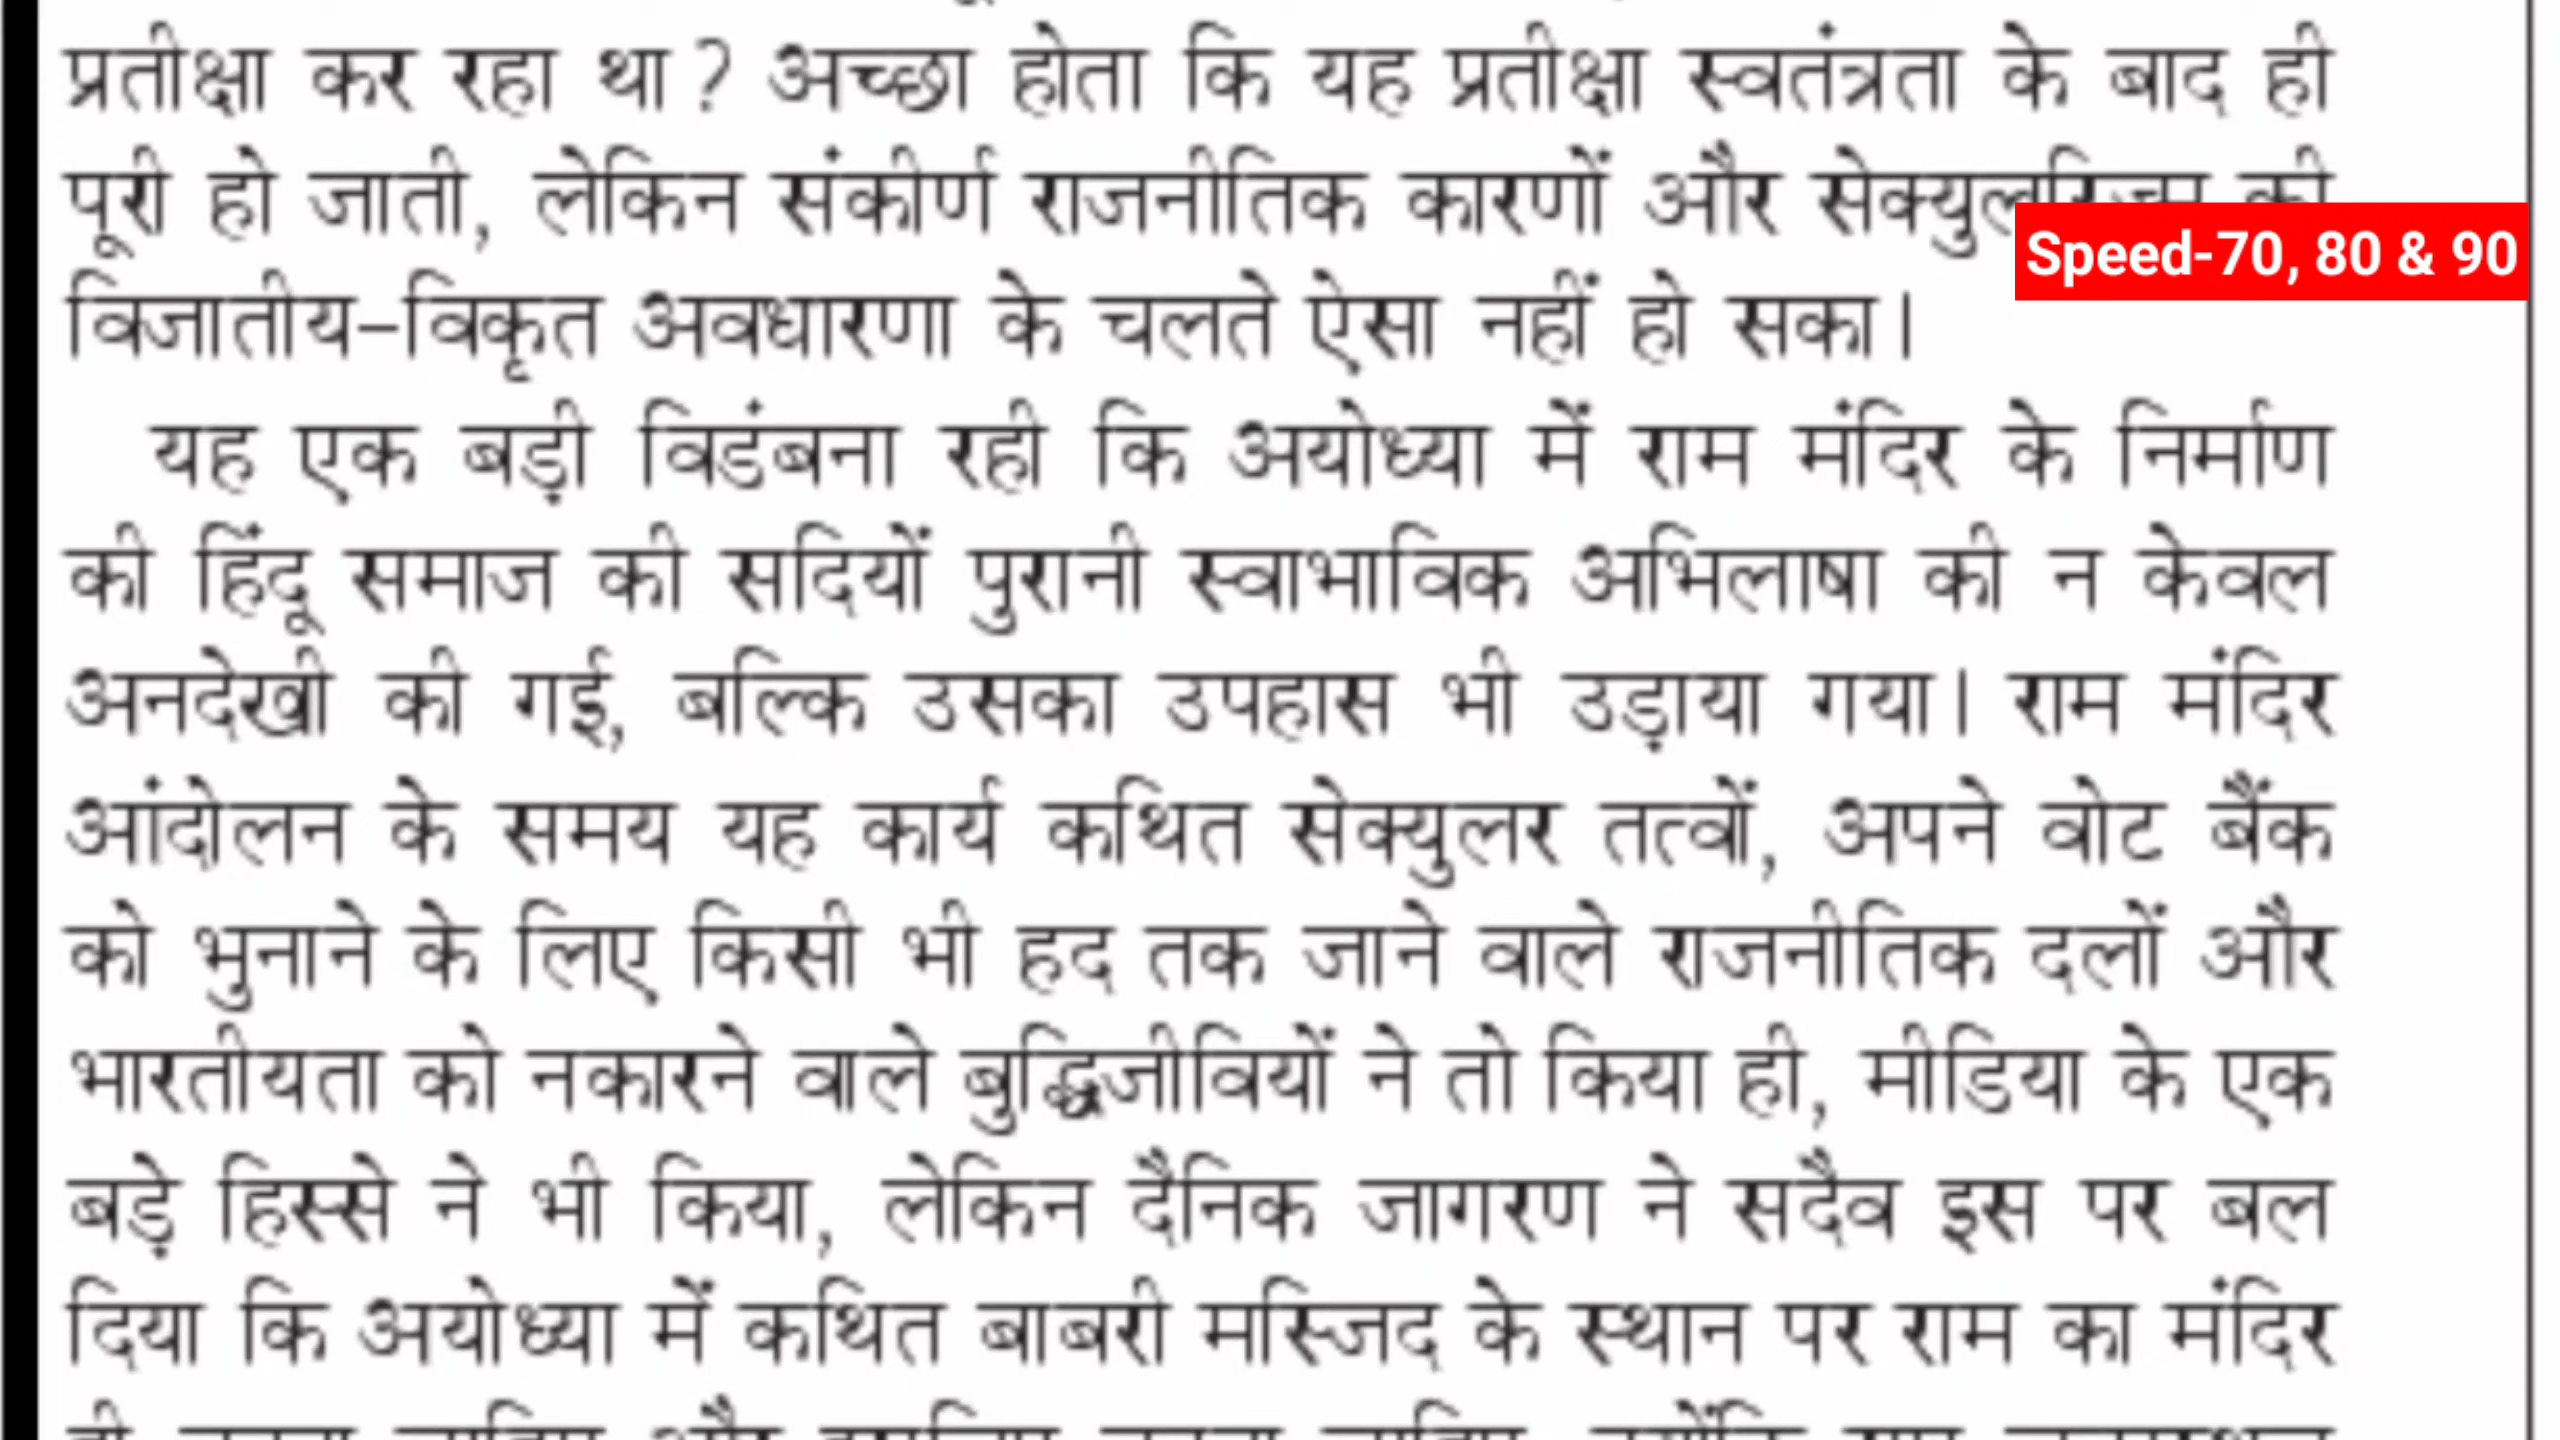 प्रतीक्षा कर रहा था? अच्छा होता कि यह प्रतीक्षा स्वतंत्रता के बाद ही
पूरी हो जाती, लेकिन संकीर्ण राजनीतिक कारणों और सेक्युलरिज्म की
Speed-70, 80 & 90
विजातीय-विकृत अवधारणा के चलते ऐसा नहीं हो सका।
यह एक बड़ी विडंबना रही कि अयोध्या में राम मंदिर के निर्माण
की हिंदू समाज की सदियों पुरानी स्वाभाविक अभिलाषा की न केवल
अनदेखी की गई, बल्कि उसका उपहास भी उड़ाया गया। राम मंदिर
आंदोलन के समय यह कार्य कथित सेक्युलर तत्वों, अपने वोट बैंक
को भुनाने के लिए किसी भी हद तक जाने वाले राजनीतिक दलों और
भारतीयता को नकारने वाले बुद्धिजीवियों ने तो किया ही, मीडिया के एक
बड़े हिस्से ने भी किया, लेकिन दैनिक जागरण ने सदैव इस पर बल
दिया कि अयोध्या में कथित बाबरी मस्जिद के स्थान पर राम का मंदिर